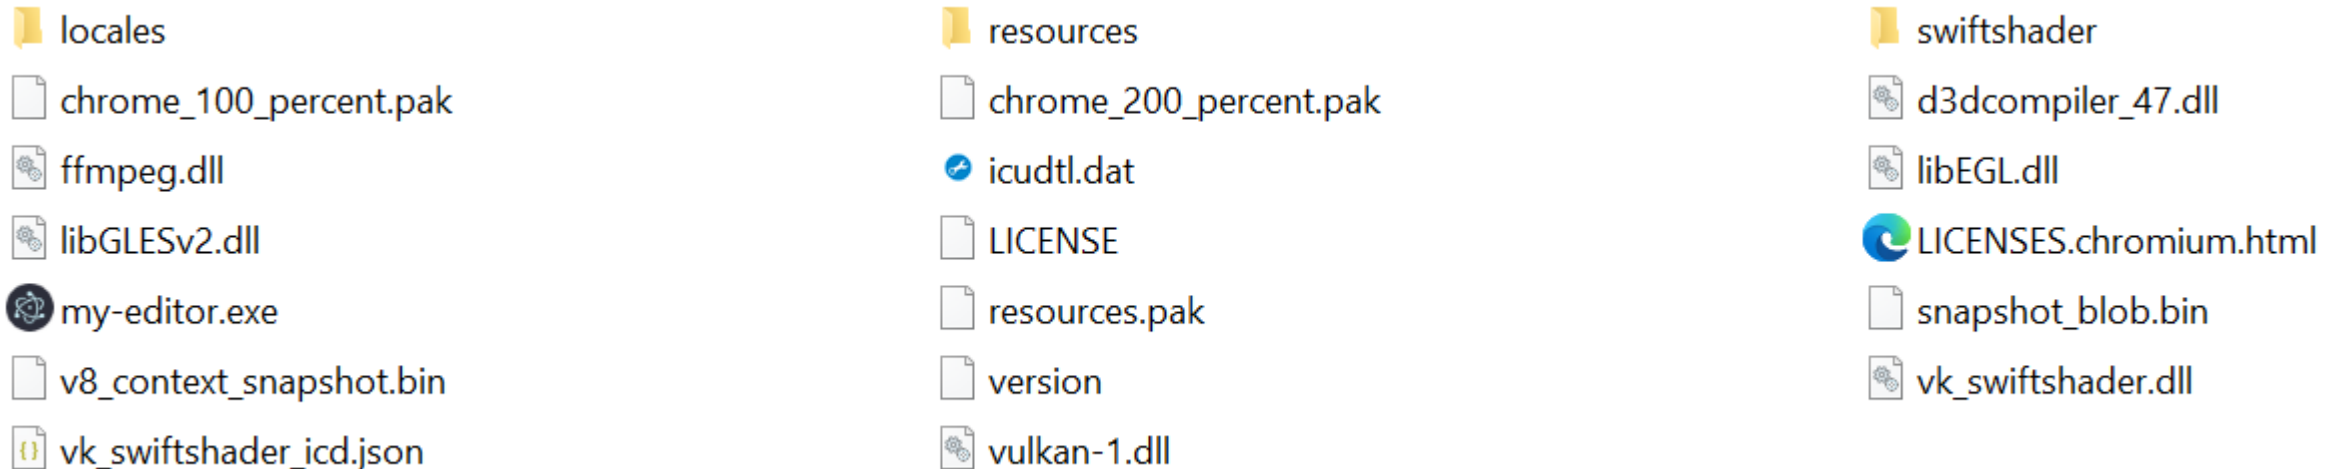 locales resources swiftshader
chrome_100_percent.pak chrome_200_percent.pak d3dcompiler_47.dll
ffmpeg.dll icudtl.dat libEGL.dll
libGLESv2.dll LICENSE LICENSES.chromium.html
my-editor.exe resources.pak snapshot_blob.bin
v8_context_snapshot.bin version vk_swiftshader.dll
vk_swiftshader_icd.json vulkan-1.dll